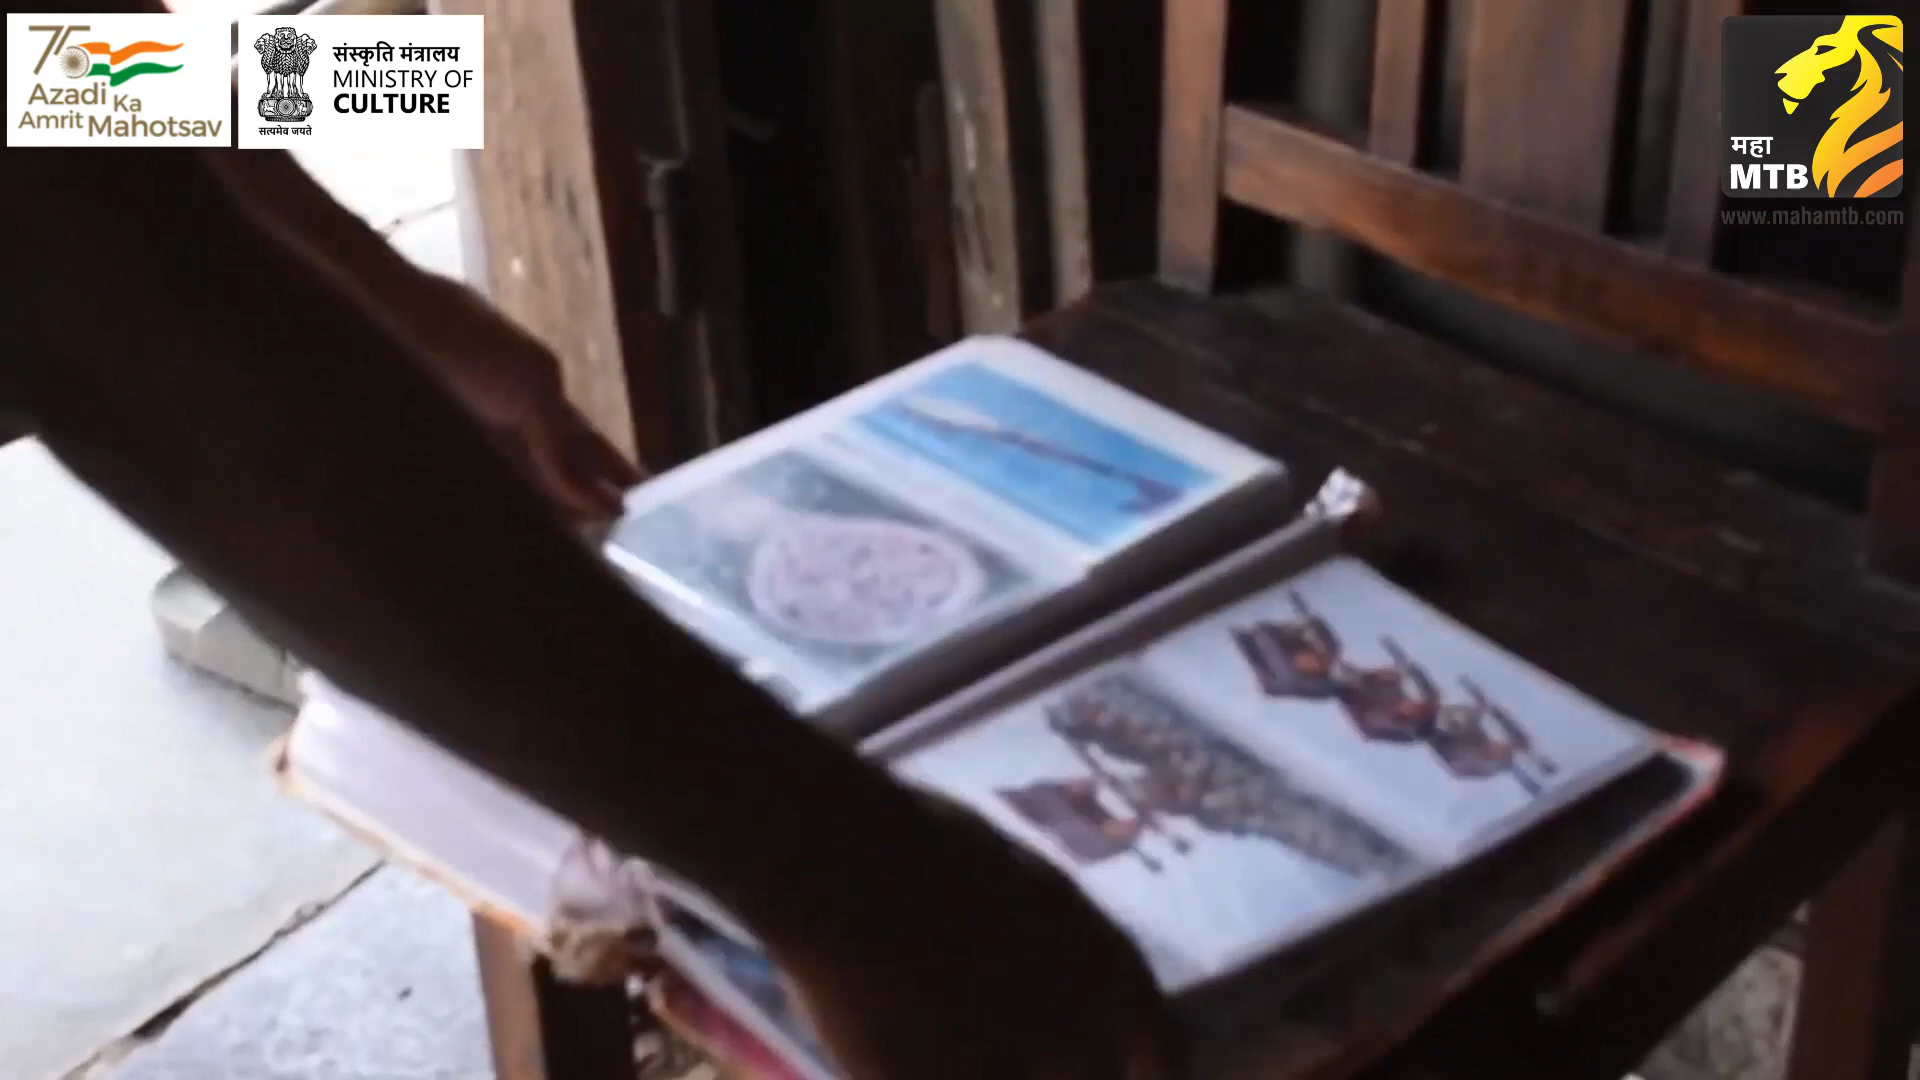 75
Azadi Ka
Amrit Mahotsav
सत्यमेव जयते
संस्कृति मंत्रालय
MINISTRY OF
CULTURE
महा
MTB
www.mahamtb.com